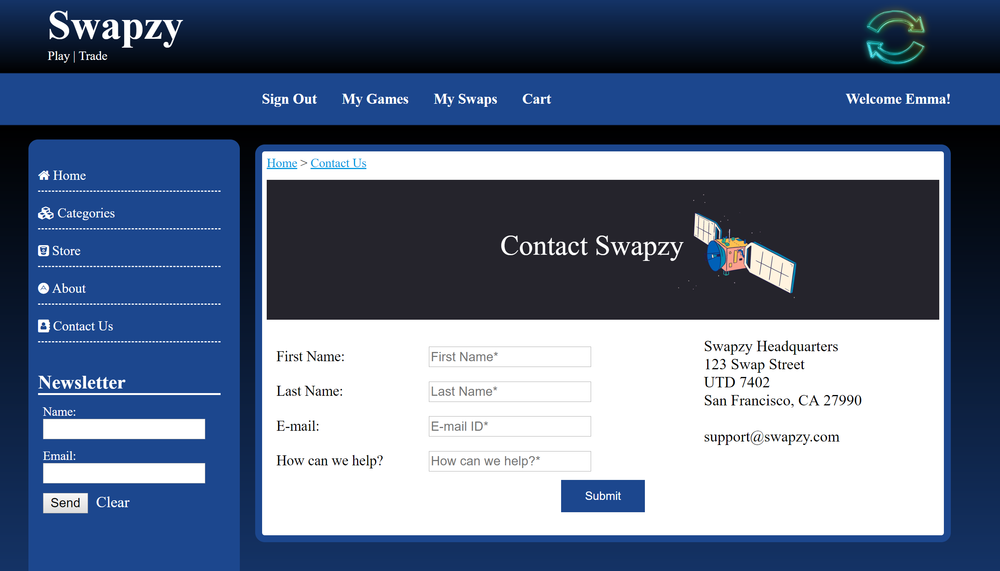 Swapzy
Play | Trade
Sign Out My Games My Swaps Cart Welcome Emma!
Home
Categories
Store
About
Contact Us
Newsletter
Name:
Email:
Send Clear
Home > Contact Us
Contact Swapzy
First Name: First Name*
Last Name: Last Name*
E-mail: E-mail ID*
How can we help? How can we help?*
Submit
Swapzy Headquarters
123 Swap Street
UTD 7402
San Francisco, CA 27990
support@swapzy.com